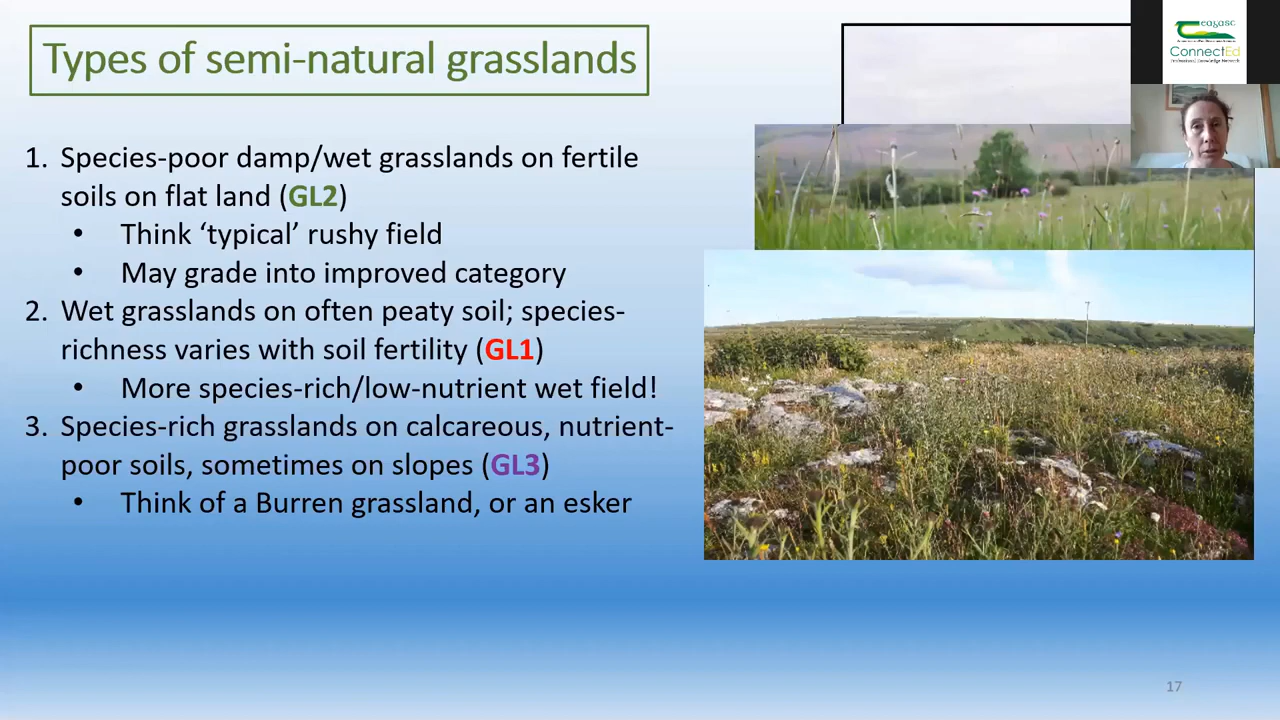 Types of semi-natural grasslands
eagasc
ConnectEd
1. Species-poor damp/wet grasslands on fertile
soils on flat land (GL2)
• Think ‘typical’ rushy field
• May grade into improved category
2. Wet grasslands on often peaty soil; species-
richness varies with soil fertility (GL1)
• More species-rich/low-nutrient wet field!
3. Species-rich grasslands on calcareous, nutrient-
poor soils, sometimes on slopes (GL3)
• Think of a Burren grassland, or an esker
17